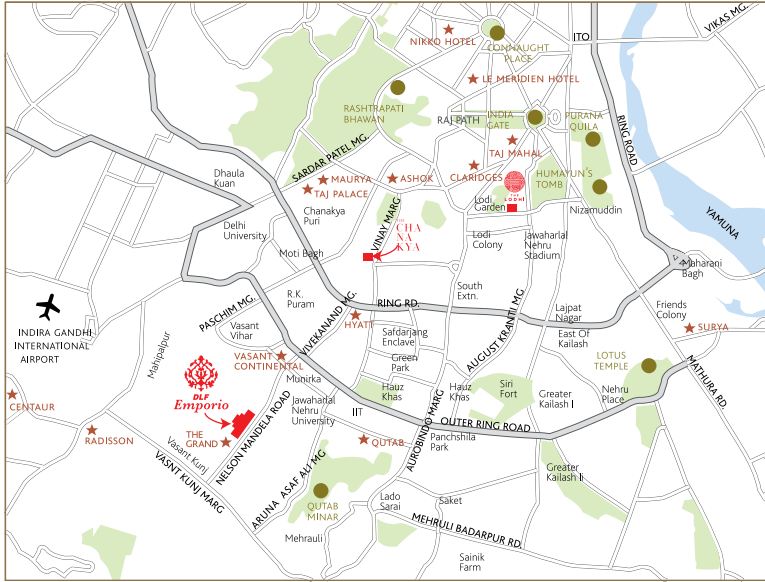 VIKAS MG.
NIKKO HOTEL
CONNAUGHT
PLACE
ITO
LE MERIDIEN HOTEL
RASHTRAPATI
BHAWAN
RAJ PATH
INDIA
GATE
PURANA
QUILA
RING ROAD
SARDAR PATEL MG.
TAJ MAHAL
Dhaula
Kuan
MAURYA
ASHOK
CLARIDGES
HUMAYUN'S
TOMB
TAJ PALACE
THE
LODHI
Lodi
Garden
Nizamuddin
Chanakya
Puri
Delhi
University
VINAY MARG
THE
CHA
NA
KYA
Lodi
Colony
Jawaharlal
Nehru
Stadium
YAMUNA
Moti Bagh
Maharani
Bagh
INDIRA GANDHI
INTERNATIONAL
AIRPORT
PASCHIM MG.
R.K.
Puram
VIVEKANAND MG.
RING RD.
South
Extn.
AUGUST KRANTI MG.
Lajpat
Nagar
Friends
Colony
HYATT
Vasant
Vihar
Safdarjang
Enclave
East Of
Kailash
SURYA
Mahipalpur
VASANT
CONTINENTAL
Green
Park
LOTUS
TEMPLE
MATHURA RD.
Munirka
DLF
Emporio
Hauz
Khas
Hauz
Khas
Siri
Fort
Greater
Kailash I
Nehru
Place
CENTAUR
Jawaharlal
Nehru
University
IIT
AUROBINDO MARG
OUTER RING ROAD
RADISSON
THE
GRAND
NELSON MANDELA ROAD
QUTAB
Panchshila
Park
Vasant Kunj
VASNT KUNJ MARG
ARUNA ASAF ALI MG
Greater
Kailash II
QUTAB
MINAR
Lado
Sarai
Saket
Mehrauli
MEHRULI BADARPUR RD.
Sainik
Farm